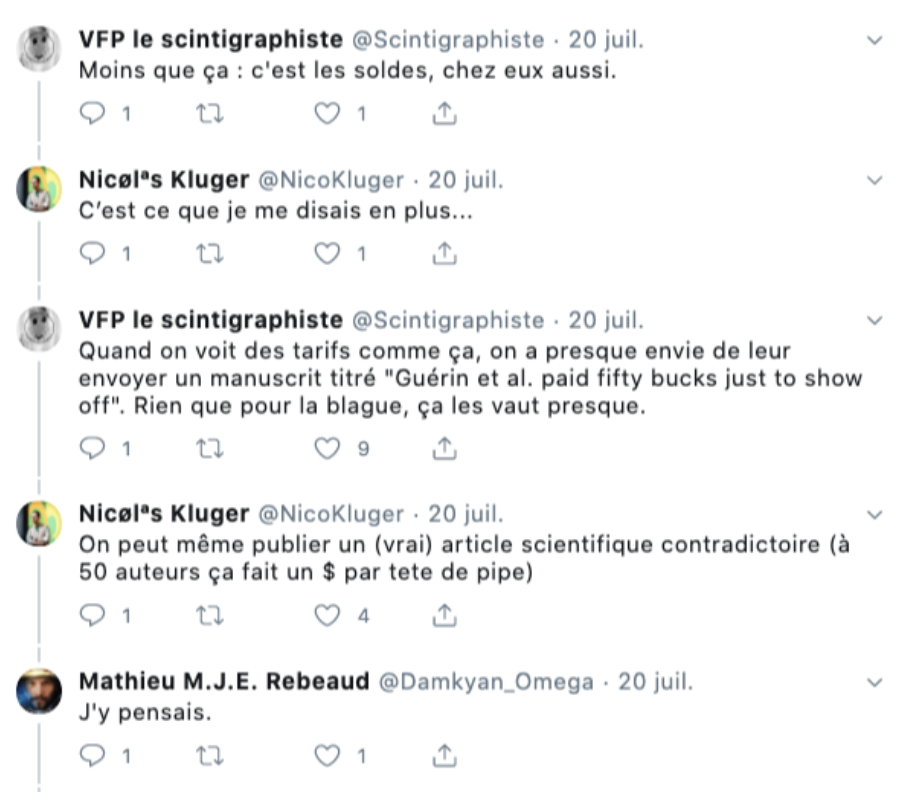 VFP le scintigraphiste @Scintigraphiste · 20 juil.
Moins que ça : c'est les soldes, chez eux aussi.
1 1
Nicølªs Kluger @NicoKluger · 20 juil.
C’est ce que je me disais en plus...
1 1
VFP le scintigraphiste @Scintigraphiste · 20 juil.
Quand on voit des tarifs comme ça, on a presque envie de leur
envoyer un manuscrit titré "Guérin et al. paid fifty bucks just to show
off". Rien que pour la blague, ça les vaut presque.
1 9
Nicølªs Kluger @NicoKluger · 20 juil.
On peut même publier un (vrai) article scientifique contradictoire (à
50 auteurs ça fait un $ par tete de pipe)
1 4
Mathieu M.J.E. Rebeaud @Damkyan_Omega · 20 juil.
J'y pensais.
1 1